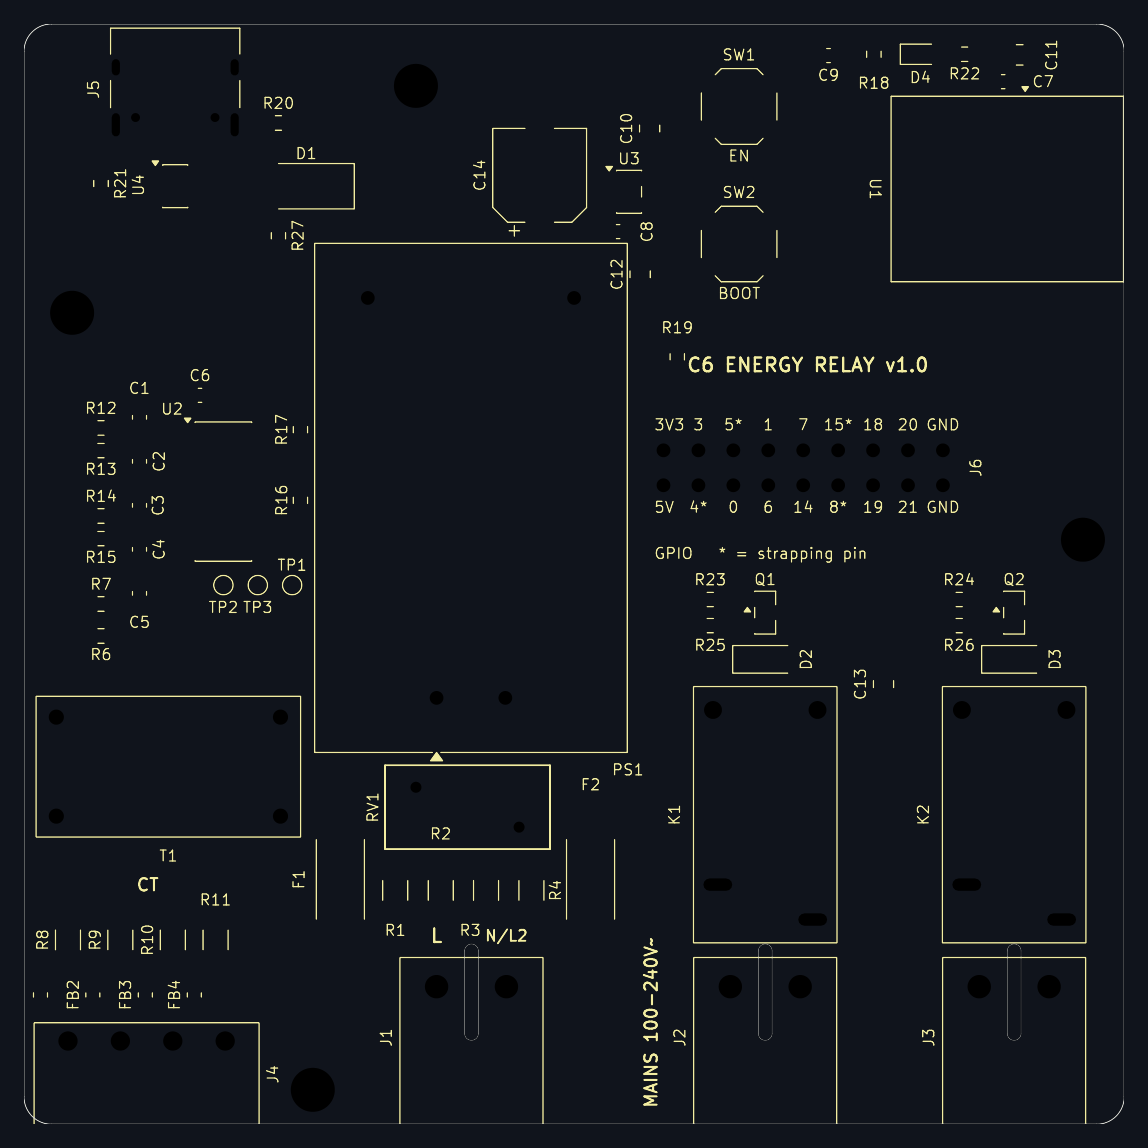 SW1
C9
R18
D4
R22
C11
C7
J5
R20
C10
U3
EN
D1
C14
U4
R21
U1
SW2
R27
+
C8
C12
BOOT
R19
C6 ENERGY RELAY v1.0
C6
C1
R12
U2
R17
3V3 3 5* 1 7 15* 18 20 GND
C2
R13
J6
R14
R16
C3
5V 4* 0 6 14 8* 19 21 GND
C4
R15
GPIO * = strapping pin
TP1
R7
R23
Q1
R24
Q2
TP2
TP3
C5
R6
R25
D2
R26
D3
C13
PS1
F2
RV1
K1
K2
R2
T1
CT
F1
R4
R11
R1
R3
L
N/L2
R8
R9
R10
FB2
FB3
FB4
MAINS 100-240V~
J1
J2
J3
J4